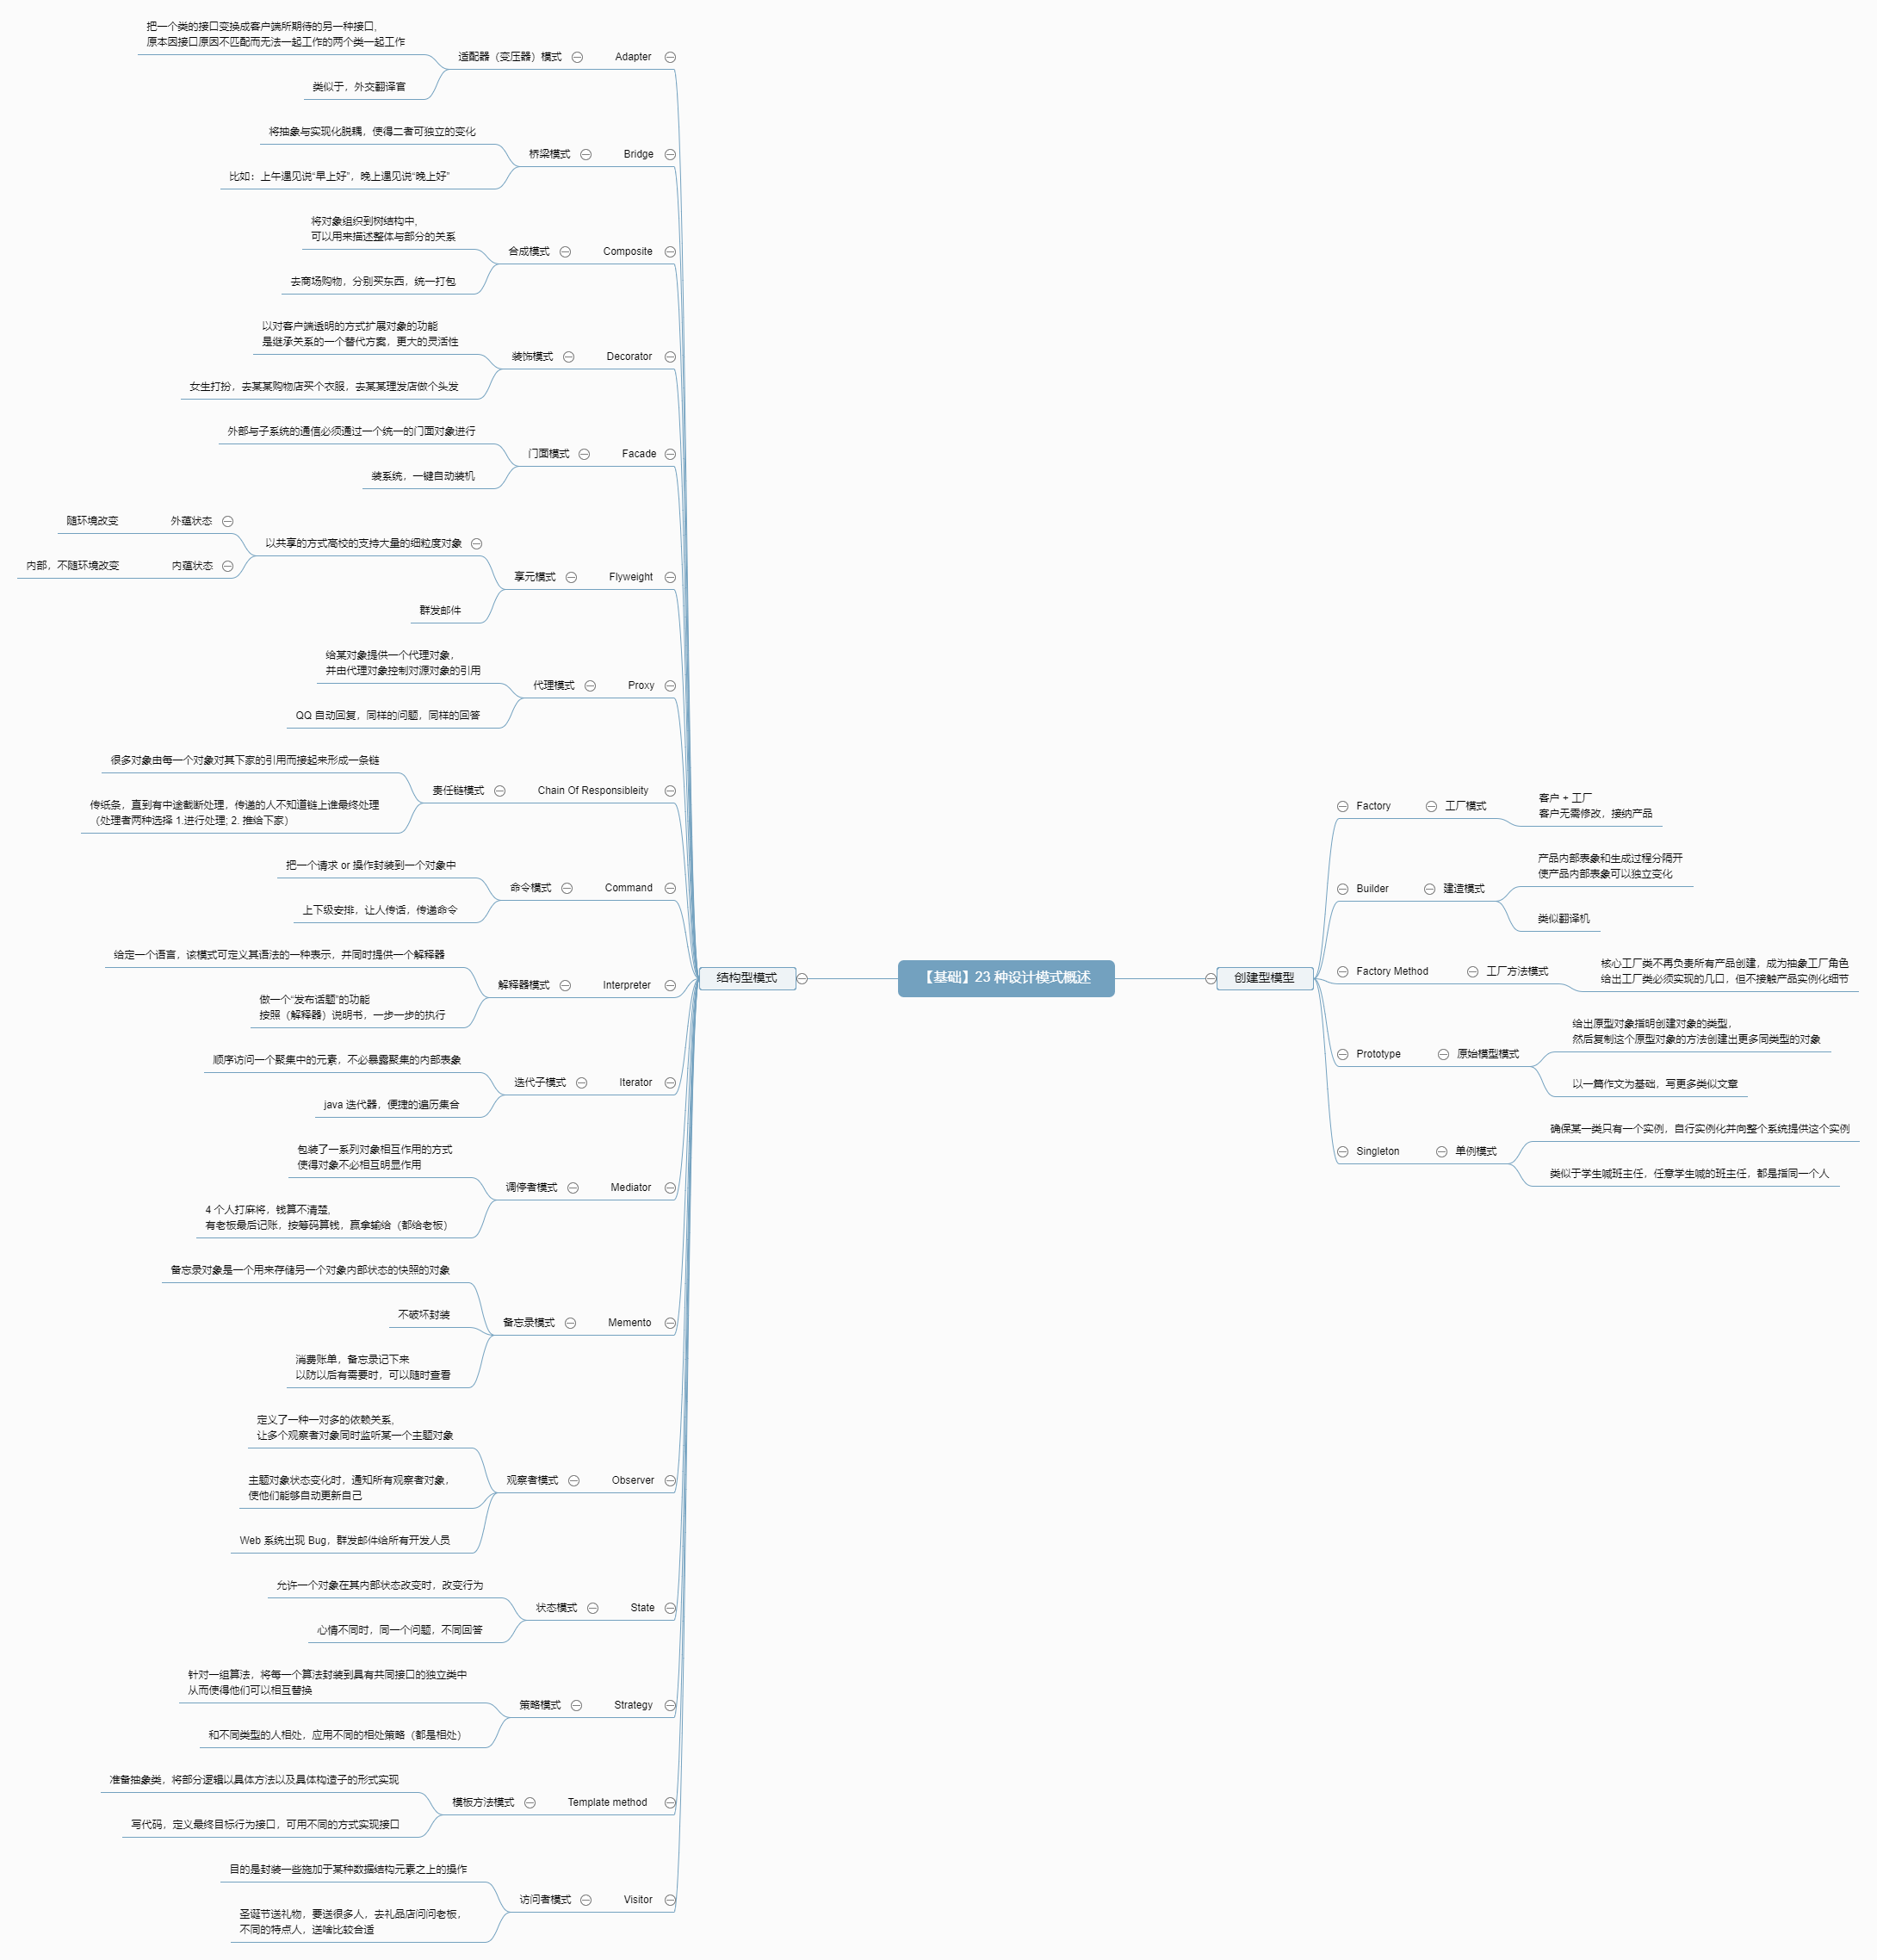 【基础】23 种设计模式概述
结构型模式
Adapter
适配器（变压器）模式
把一个类的接口变换成客户端所期待的另一种接口，
原本因接口原因不匹配而无法一起工作的两个类一起工作
类似于，外交翻译官
Bridge
桥梁模式
将抽象与实现化脱耦，使得二者可独立的变化
比如：上午遇见说“早上好”，晚上遇见说“晚上好”
Composite
合成模式
将对象组织到树结构中，
可以用来描述整体与部分的关系
去商场购物，分别买东西，统一打包
Decorator
装饰模式
以对客户端透明的方式扩展对象的功能
是继承关系的一个替代方案，更大的灵活性
女生打扮，去某某购物店买个衣服，去某某理发店做个头发
Facade
门面模式
外部与子系统的通信必须通过一个统一的门面对象进行
装系统，一键自动装机
Flyweight
享元模式
以共享的方式高校的支持大量的细粒度对象
外蕴状态
随环境改变
内蕴状态
内部，不随环境改变
群发邮件
Proxy
代理模式
给某对象提供一个代理对象，
并由代理对象控制对源对象的引用
QQ 自动回复，同样的问题，同样的回答
Chain Of Responsibleity
责任链模式
很多对象由每一个对象对其下家的引用而接起来形成一条链
传纸条，直到有中途截断处理，传递的人不知道链上谁最终处理
（处理者两种选择 1.进行处理; 2. 推给下家）
Command
命令模式
把一个请求 or 操作封装到一个对象中
上下级安排，让人传话，传递命令
Interpreter
解释器模式
给定一个语言，该模式可定义其语法的一种表示，并同时提供一个解释器
做一个“发布话题”的功能
按照（解释器）说明书，一步一步的执行
Iterator
迭代子模式
顺序访问一个聚集中的元素，不必暴露聚集的内部表象
java 迭代器，便捷的遍历集合
Mediator
调停者模式
包装了一系列对象相互作用的方式
使得对象不必相互明显作用
4 个人打麻将，钱算不清楚，
有老板最后记账，按筹码算钱，赢拿输给（都给老板）
Memento
备忘录模式
备忘录对象是一个用来存储另一个对象内部状态的快照的对象
不破坏封装
消费账单，备忘录记下来
以防以后有需要时，可以随时查看
Observer
观察者模式
定义了一种一对多的依赖关系，
让多个观察者对象同时监听某一个主题对象
主题对象状态变化时，通知所有观察者对象，
使他们能够自动更新自己
Web 系统出现 Bug，群发邮件给所有开发人员
State
状态模式
允许一个对象在其内部状态改变时，改变行为
心情不同时，同一个问题，不同回答
Strategy
策略模式
针对一组算法，将每一个算法封装到具有共同接口的独立类中
从而使得他们可以相互替换
和不同类型的人相处，应用不同的相处策略（都是相处）
Template method
模板方法模式
准备抽象类，将部分逻辑以具体方法以及具体构造子的形式实现
写代码，定义最终目标行为接口，可用不同的方式实现接口
Visitor
访问者模式
目的是封装一些施加于某种数据结构元素之上的操作
圣诞节送礼物，要送很多人，去礼品店问问老板，
不同的特点人，送啥比较合适
创建型模型
Factory
工厂模式
客户 + 工厂
客户无需修改，接纳产品
Builder
建造模式
产品内部表象和生成过程分隔开
使产品内部表象可以独立变化
类似翻译机
Factory Method
工厂方法模式
核心工厂类不再负责所有产品创建，成为抽象工厂角色
给出工厂类必须实现的几口，但不接触产品实例化细节
Prototype
原始模型模式
给出原型对象指明创建对象的类型，
然后复制这个原型对象的方法创建出更多同类型的对象
以一篇作文为基础，写更多类似文章
Singleton
单例模式
确保某一类只有一个实例，自行实例化并向整个系统提供这个实例
类似于学生喊班主任，任意学生喊的班主任，都是指同一个人